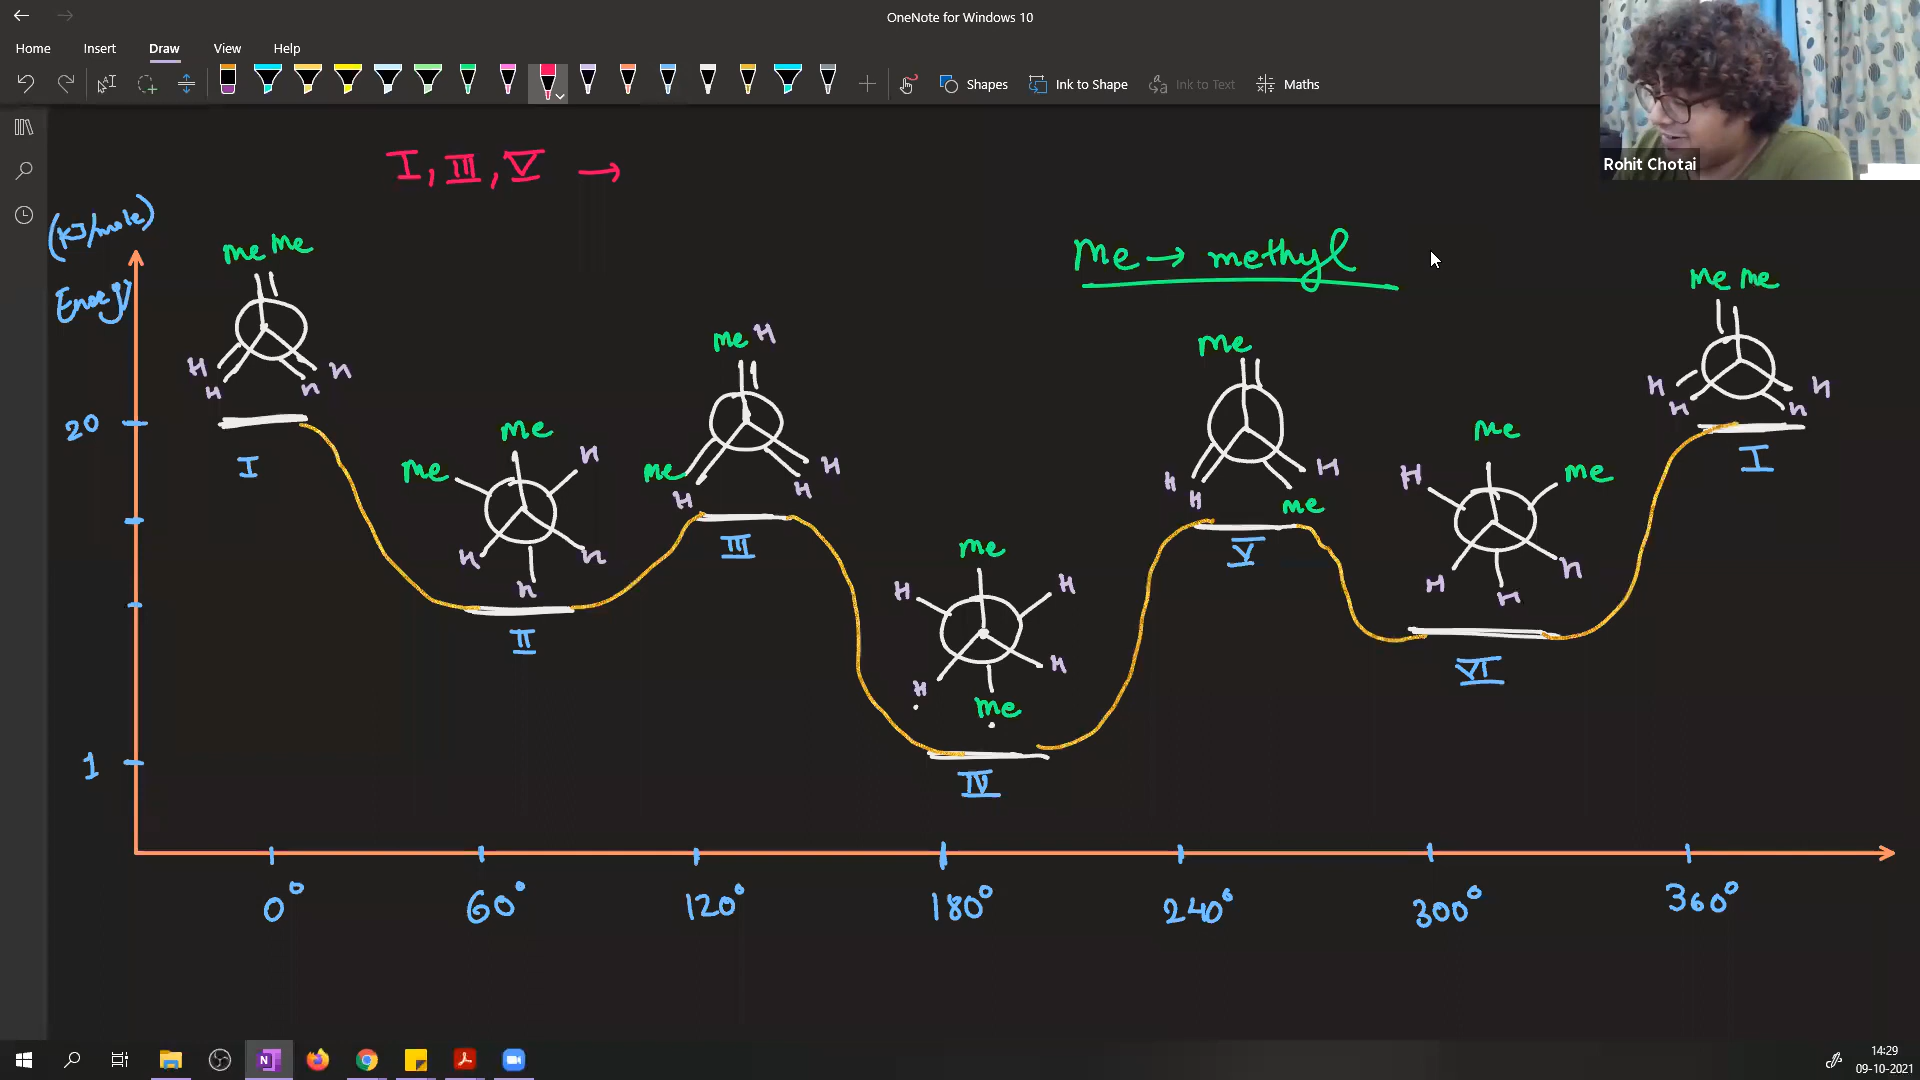 OneNote for Windows 10
Home Insert Draw View Help
Shapes Ink to Shape Ink to Text Maths
Rohit Chotai
I, III, V →
(KJ/mole)
Energy
Me → methyl
Me Me
H H H H
I
Me
Me H
H H
H
II
Me H
Me H
H H
III
Me
H H
H H
Me
IV
Me
H H H
Me
V
Me
H Me
H H
H
VI
Me Me
H H
H H
I
20
1
0° 60° 120° 180° 240° 300° 360°
14:29
09-10-2021